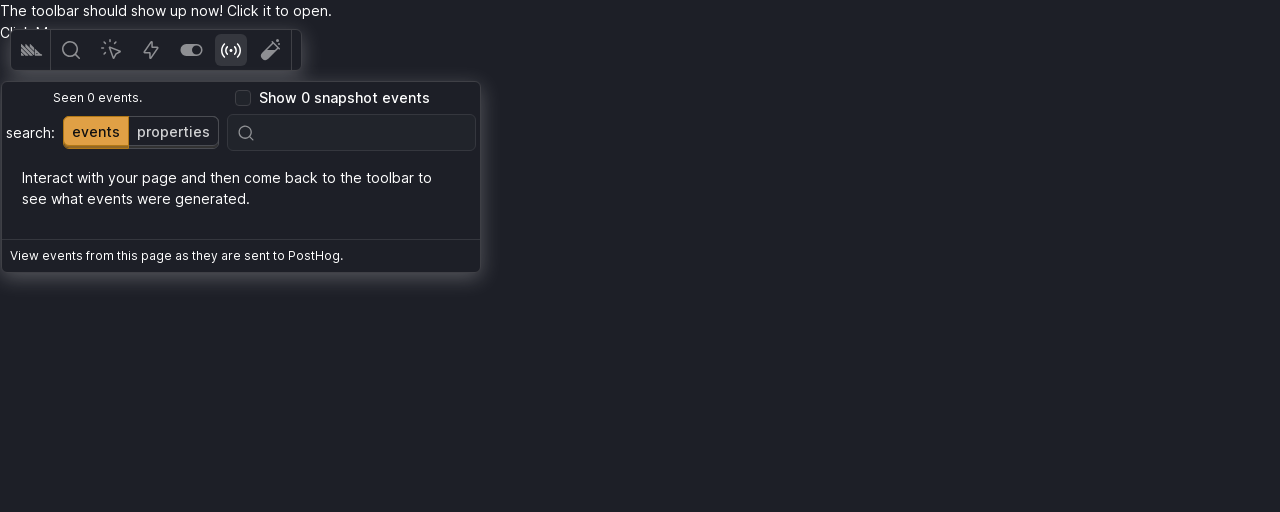 The toolbar should show up now! Click it to open.
Seen 0 events.
Show 0 snapshot events
search:
events
properties
Interact with your page and then come back to the toolbar to
see what events were generated.
View events from this page as they are sent to PostHog.